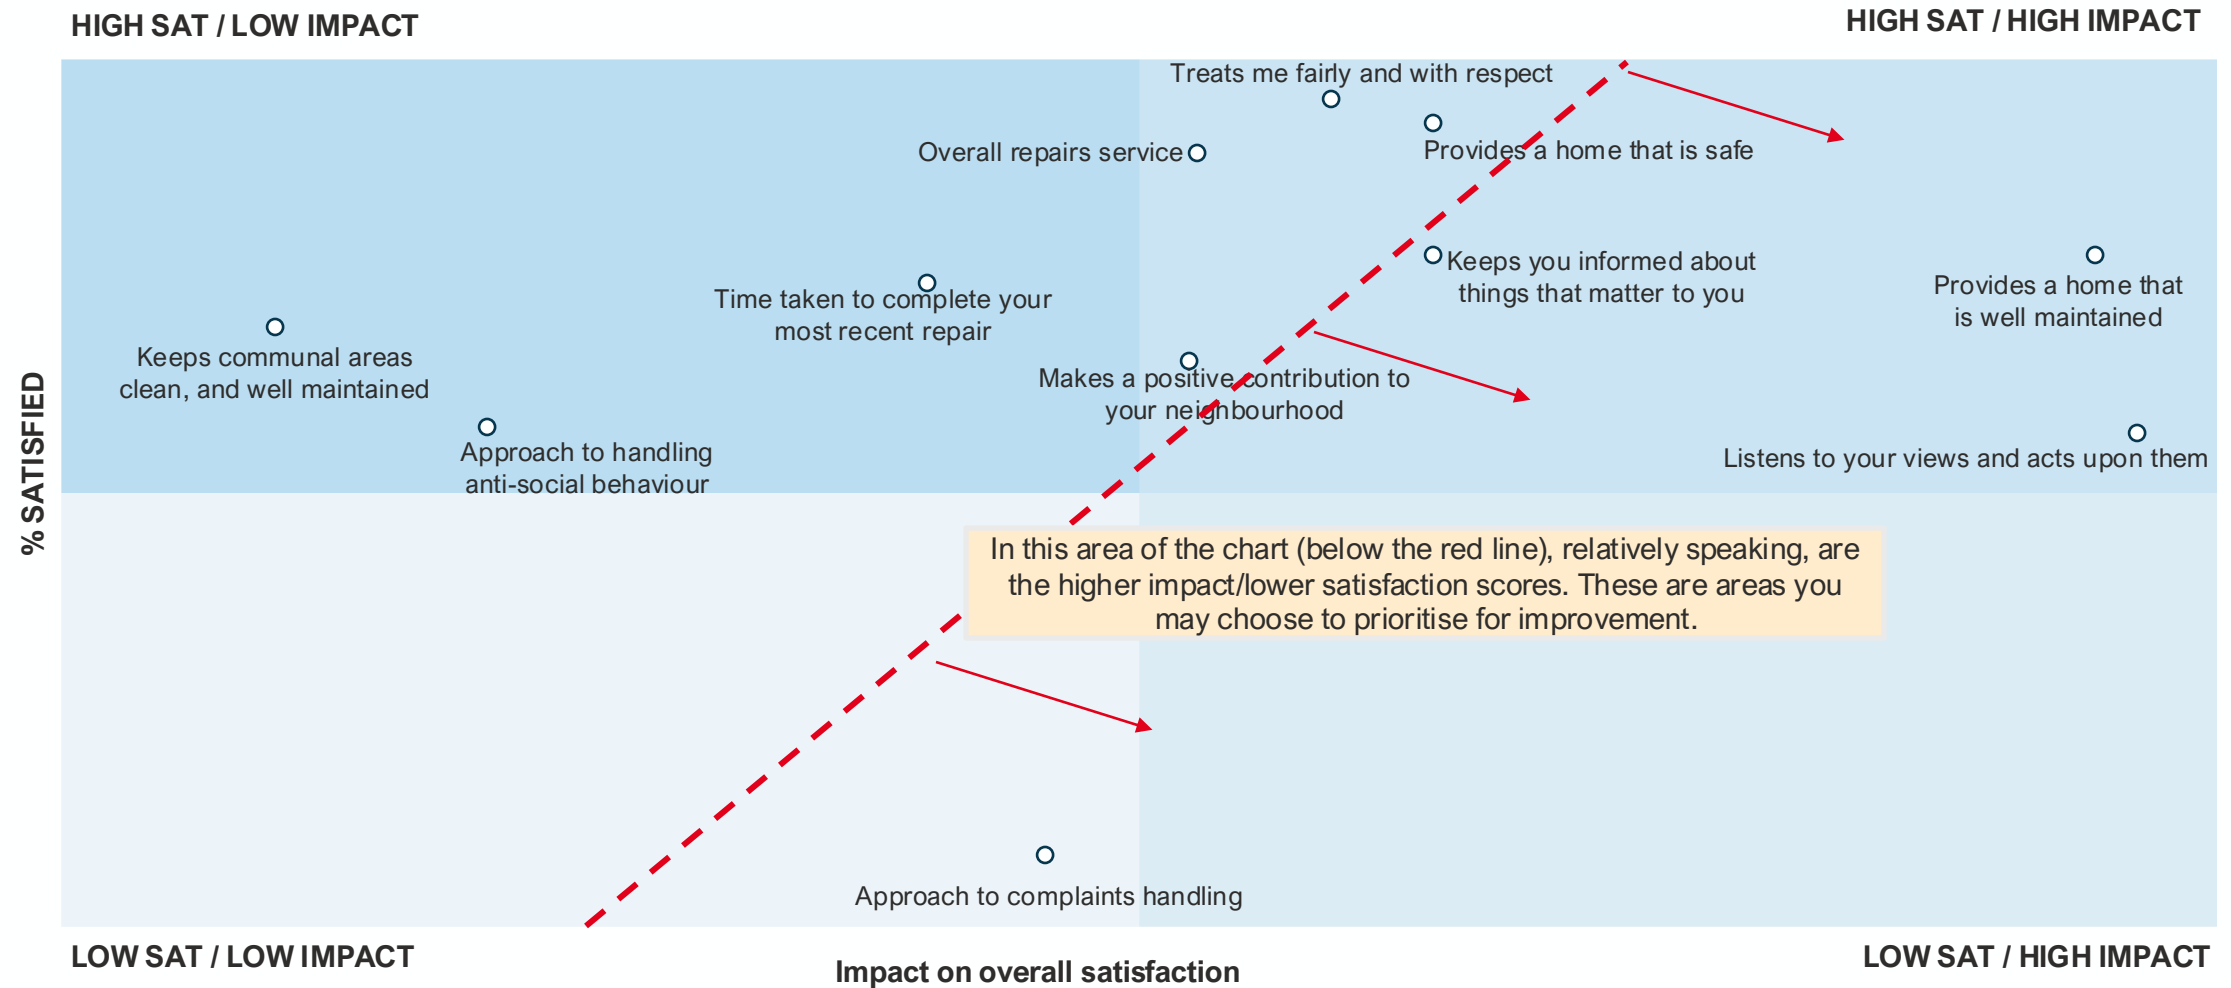 HIGH SAT / LOW IMPACT
HIGH SAT / HIGH IMPACT
Treats me fairly and with respect
Overall repairs service
Provides a home that is safe
Keeps you informed about
things that matter to you
Provides a home that
is well maintained
Time taken to complete your
most recent repair
Keeps communal areas
clean, and well maintained
Makes a positive contribution to
your neighbourhood
Approach to handling
anti-social behaviour
Listens to your views and acts upon them
% SATISFIED
In this area of the chart (below the red line), relatively speaking, are
the higher impact/lower satisfaction scores. These are areas you
may choose to prioritise for improvement.
Approach to complaints handling
LOW SAT / LOW IMPACT
Impact on overall satisfaction
LOW SAT / HIGH IMPACT